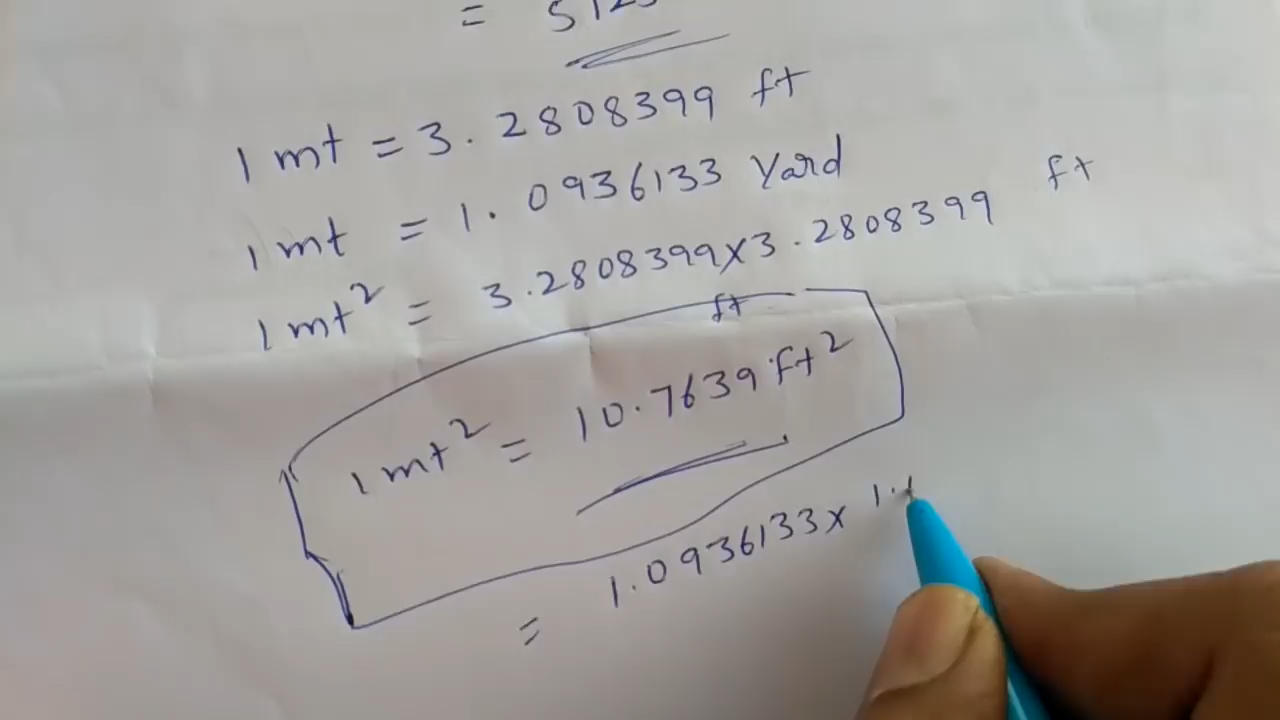 =
1 mt = 3.2808399 ft
1 mt = 1.0936133 Yard
1 mt² = 3.2808399x3.2808399 ft
ft
1 mt² = 10.7639 ft²
= 1.0936133x 1.